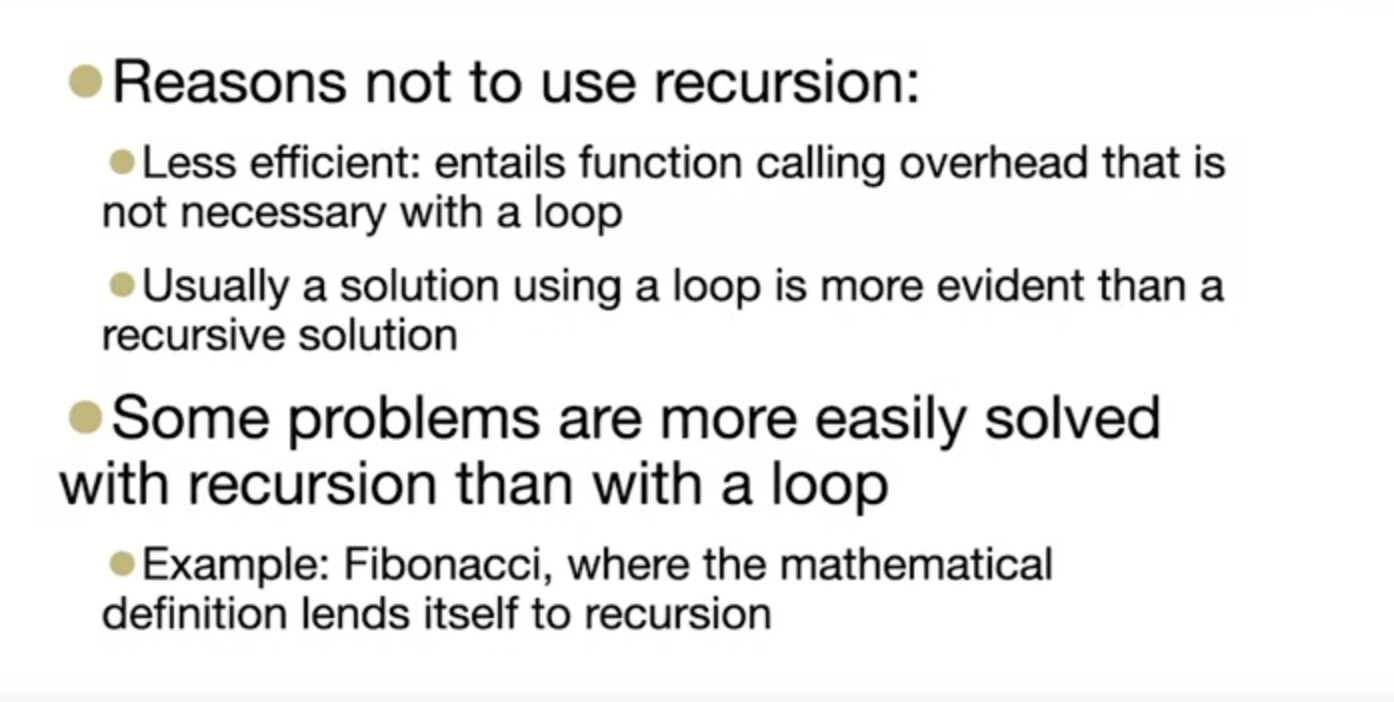 Reasons not to use recursion:
Less efficient: entails function calling overhead that is
not necessary with a loop
Usually a solution using a loop is more evident than a
recursive solution
Some problems are more easily solved
with recursion than with a loop
Example: Fibonacci, where the mathematical
definition lends itself to recursion